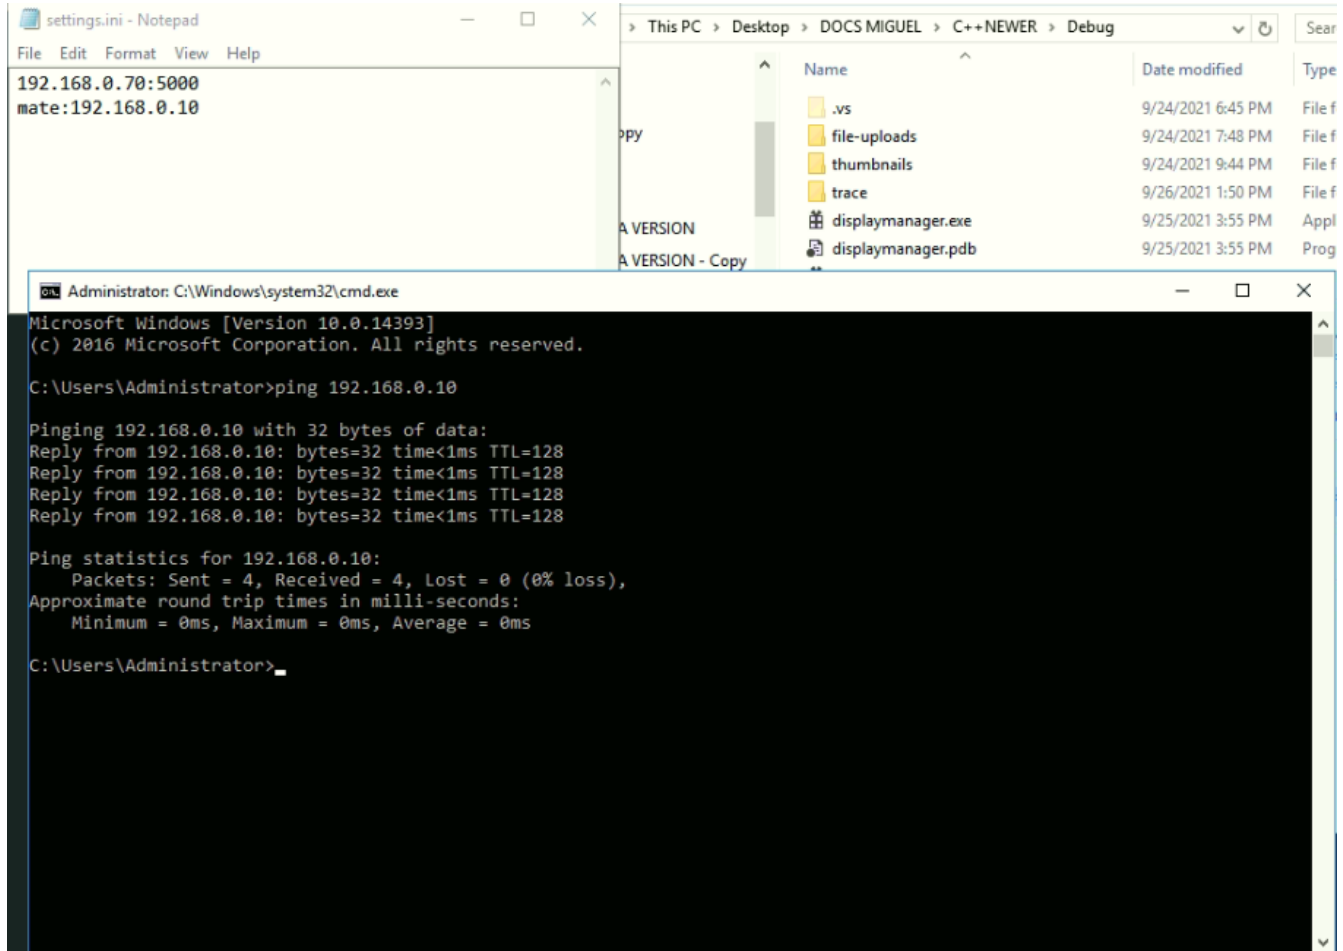 settings.ini - Notepad
File Edit Format View Help
192.168.0.70:5000
mate:192.168.0.10
> This PC > Desktop > DOCS MIGUEL > C++NEWER > Debug
Name Date modified
.vs 9/24/2021 6:45 PM
file-uploads 9/24/2021 7:48 PM
thumbnails 9/24/2021 9:44 PM
trace 9/26/2021 1:50 PM
displaymanager.exe 9/25/2021 3:55 PM
displaymanager.pdb 9/25/2021 3:55 PM
A VERSION
A VERSION - Copy
Administrator: C:\Windows\system32\cmd.exe
Microsoft Windows [Version 10.0.14393]
(c) 2016 Microsoft Corporation. All rights reserved.
C:\Users\Administrator>ping 192.168.0.10
Pinging 192.168.0.10 with 32 bytes of data:
Reply from 192.168.0.10: bytes=32 time<1ms TTL=128
Reply from 192.168.0.10: bytes=32 time<1ms TTL=128
Reply from 192.168.0.10: bytes=32 time<1ms TTL=128
Reply from 192.168.0.10: bytes=32 time<1ms TTL=128
Ping statistics for 192.168.0.10:
Packets: Sent = 4, Received = 4, Lost = 0 (0% loss),
Approximate round trip times in milli-seconds:
Minimum = 0ms, Maximum = 0ms, Average = 0ms
C:\Users\Administrator>